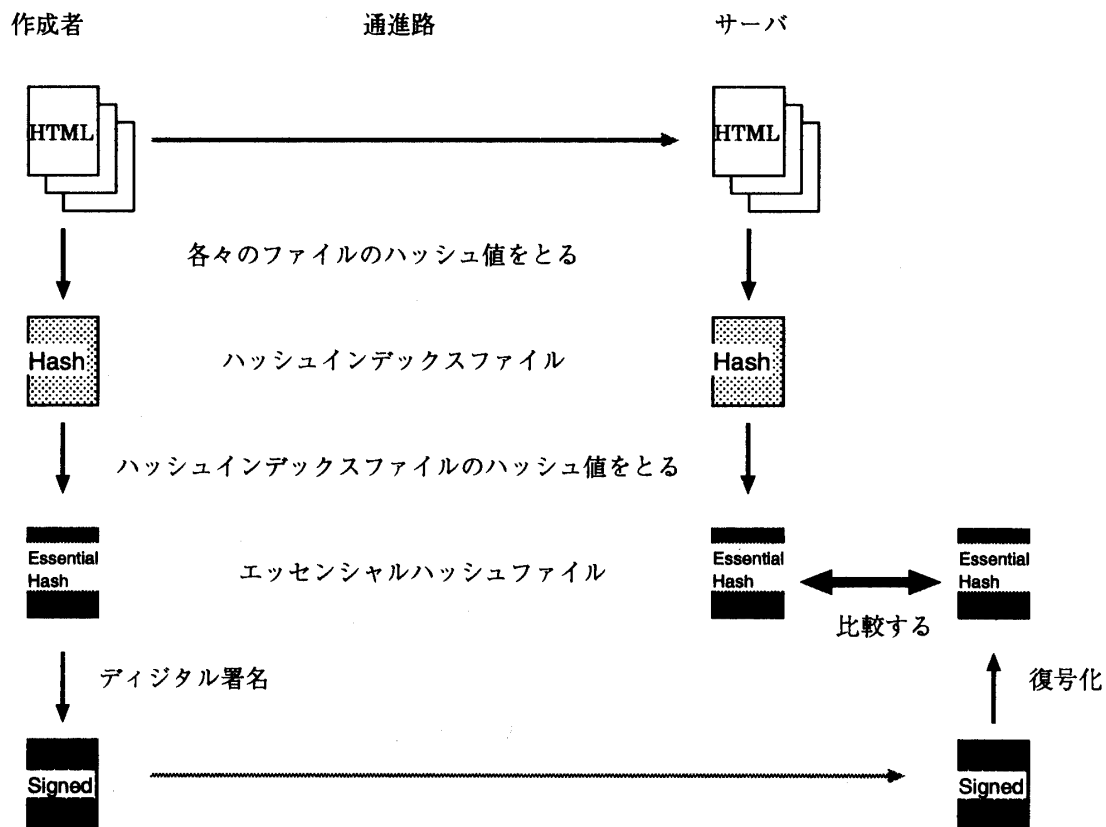 作成者
通進路
サーバ
HTML
HTML
各々のファイルのハッシュ値をとる
Hash
ハッシュインデックスファイル
Hash
ハッシュインデックスファイルのハッシュ値をとる
Essential
Hash
エッセンシャルハッシュファイル
Essential
Hash
Essential
Hash
比較する
ディジタル署名
復号化
Signed
Signed